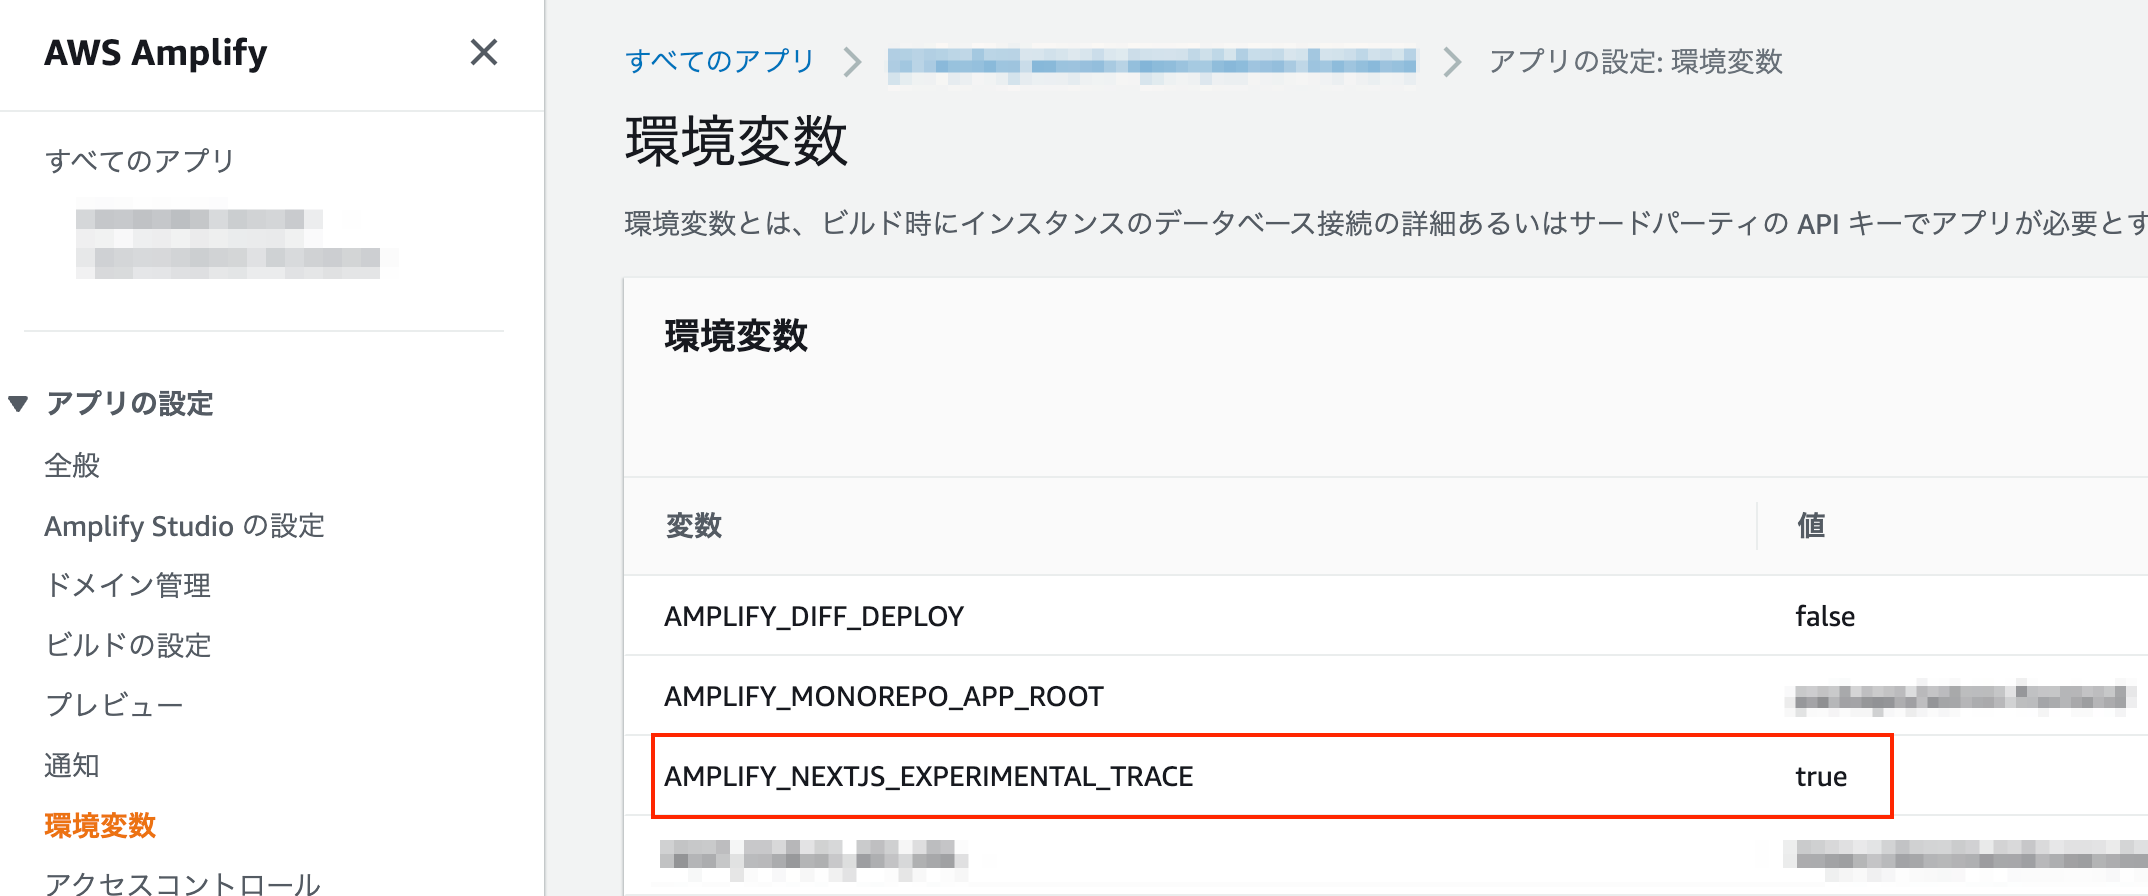 AWS Amplify
すべてのアプリ
アプリの設定
全般
Amplify Studio の設定
ドメイン管理
ビルドの設定
プレビュー
通知
環境変数
アクセスコントロール
すべてのアプリ
アプリの設定: 環境変数
環境変数
環境変数とは、ビルド時にインスタンスのデータベース接続の詳細あるいはサードパーティの API キーでアプリが必要とす
環境変数
変数 値
AMPLIFY_DIFF_DEPLOY false
AMPLIFY_MONOREPO_APP_ROOT
AMPLIFY_NEXTJS_EXPERIMENTAL_TRACE true